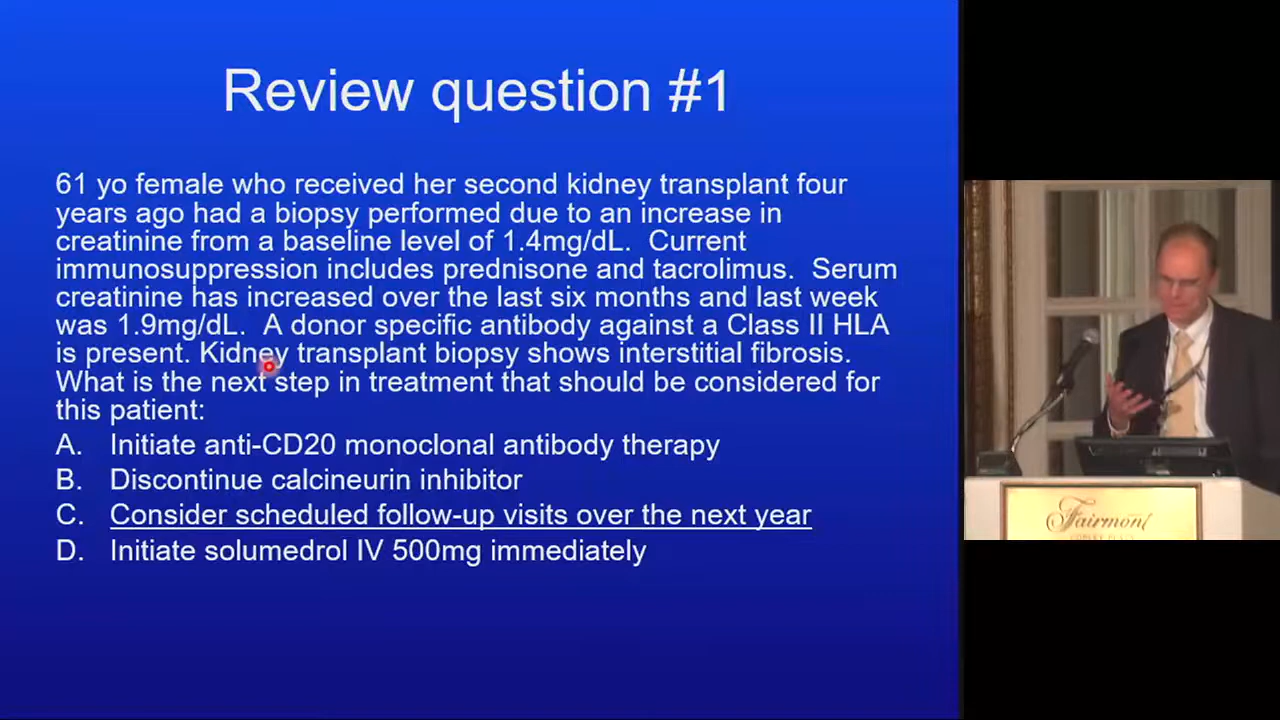 Review question #1
61 yo female who received her second kidney transplant four
years ago had a biopsy performed due to an increase in
creatinine from a baseline level of 1.4mg/dL.  Current
immunosuppression includes prednisone and tacrolimus.  Serum
creatinine has increased over the last six months and last week
was 1.9mg/dL.  A donor specific antibody against a Class II HLA
is present. Kidney transplant biopsy shows interstitial fibrosis.
What is the next step in treatment that should be considered for
this patient:
A. Initiate anti-CD20 monoclonal antibody therapy
B. Discontinue calcineurin inhibitor
C. Consider scheduled follow-up visits over the next year
D. Initiate solumedrol IV 500mg immediately
Fairmont